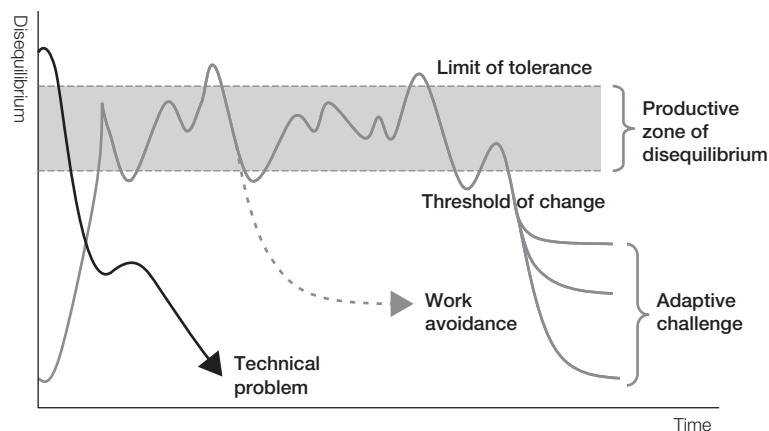 Disequilibrium
Limit of tolerance
Productive
zone of
disequilibrium
Threshold of change
Work
avoidance
Adaptive
challenge
Technical
problem
Time